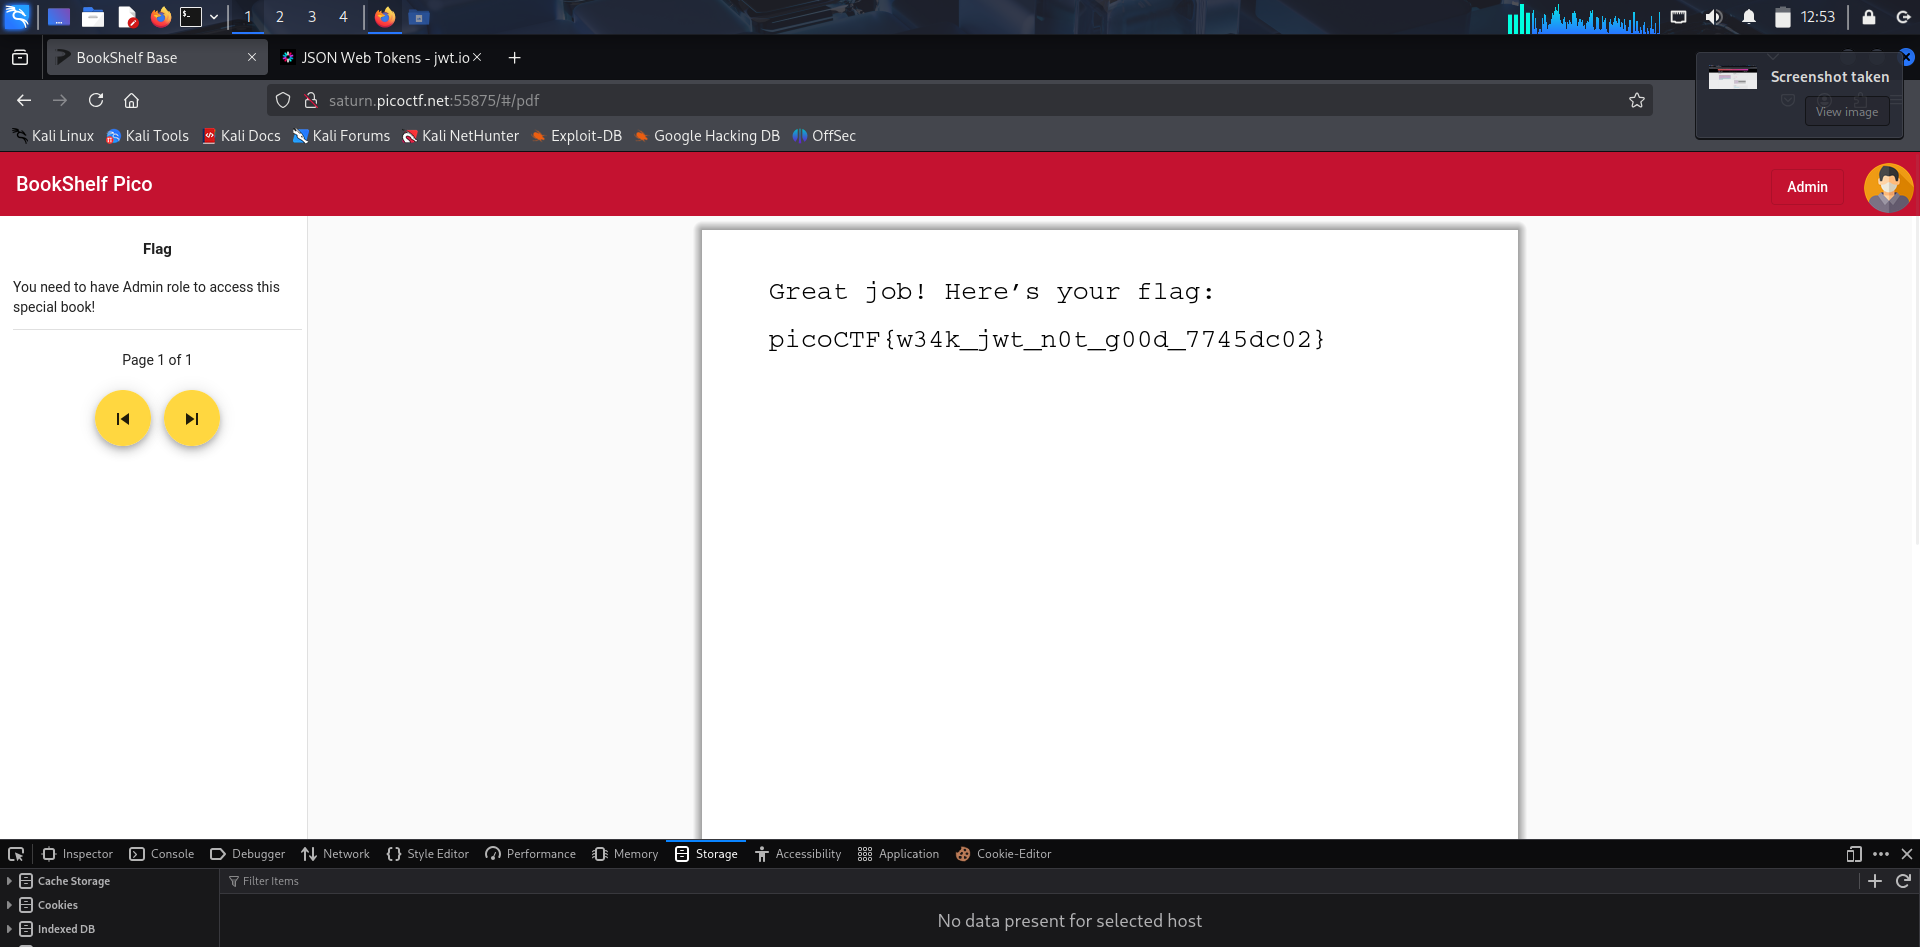 1 2 3 4 12:53
BookShelf Base JSON Web Tokens - jwt.io
Screenshot taken
View image
saturn.picoctf.net:55875/#/pdf
Kali Linux Kali Tools Kali Docs Kali Forums Kali NetHunter Exploit-DB Google Hacking DB OffSec
BookShelf Pico Admin
Flag
You need to have Admin role to access this
special book!
Page 1 of 1
Great job! Here’s your flag:
picoCTF{w34k_jwt_n0t_g00d_7745dc02}
Inspector Console Debugger Network Style Editor Performance Memory Storage Accessibility Application Cookie-Editor
Cache Storage Filter Items
Cookies
No data present for selected host
Indexed DB